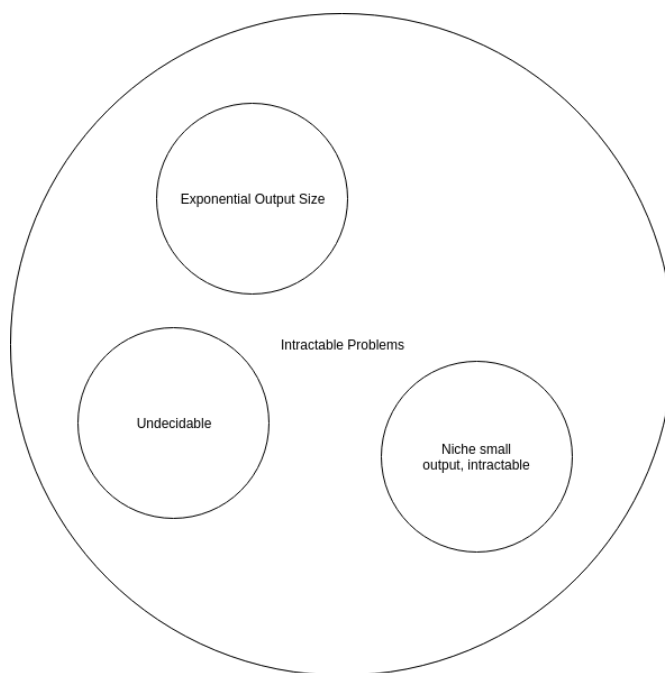 Exponential Output Size
Intractable Problems
Undecidable
Niche small
output, intractable